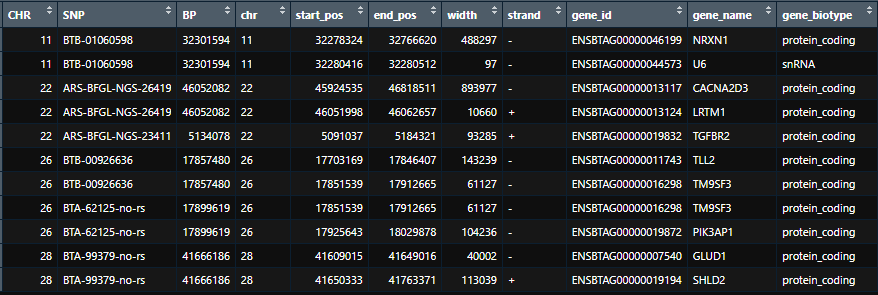 CHR SNP BP chr start_pos end_pos width strand gene_id gene_name gene_biotype
11 BTB-01060598 32301594 11 32278324 32766620 488297 - ENSBTAG00000046199 NRXN1 protein_coding
11 BTB-01060598 32301594 11 32280416 32280512 97 - ENSBTAG00000044573 U6 snRNA
22 ARS-BFGL-NGS-26419 46052082 22 45924535 46818511 893977 - ENSBTAG00000013117 CACNA2D3 protein_coding
22 ARS-BFGL-NGS-26419 46052082 22 46051998 46062657 10660 + ENSBTAG00000013124 LRTM1 protein_coding
22 ARS-BFGL-NGS-23411 5134078 22 5091037 5184321 93285 + ENSBTAG00000019832 TGFBR2 protein_coding
26 BTB-00926636 17857480 26 17703169 17846407 143239 - ENSBTAG00000011743 TLL2 protein_coding
26 BTB-00926636 17857480 26 17851539 17912665 61127 - ENSBTAG00000016298 TM9SF3 protein_coding
26 BTA-62125-no-rs 17899619 26 17851539 17912665 61127 - ENSBTAG00000016298 TM9SF3 protein_coding
26 BTA-62125-no-rs 17899619 26 17925643 18029878 104236 - ENSBTAG00000019872 PIK3AP1 protein_coding
28 BTA-99379-no-rs 41666186 28 41609015 41649016 40002 - ENSBTAG00000007540 GLUD1 protein_coding
28 BTA-99379-no-rs 41666186 28 41650333 41763371 113039 + ENSBTAG00000019194 SHLD2 protein_coding